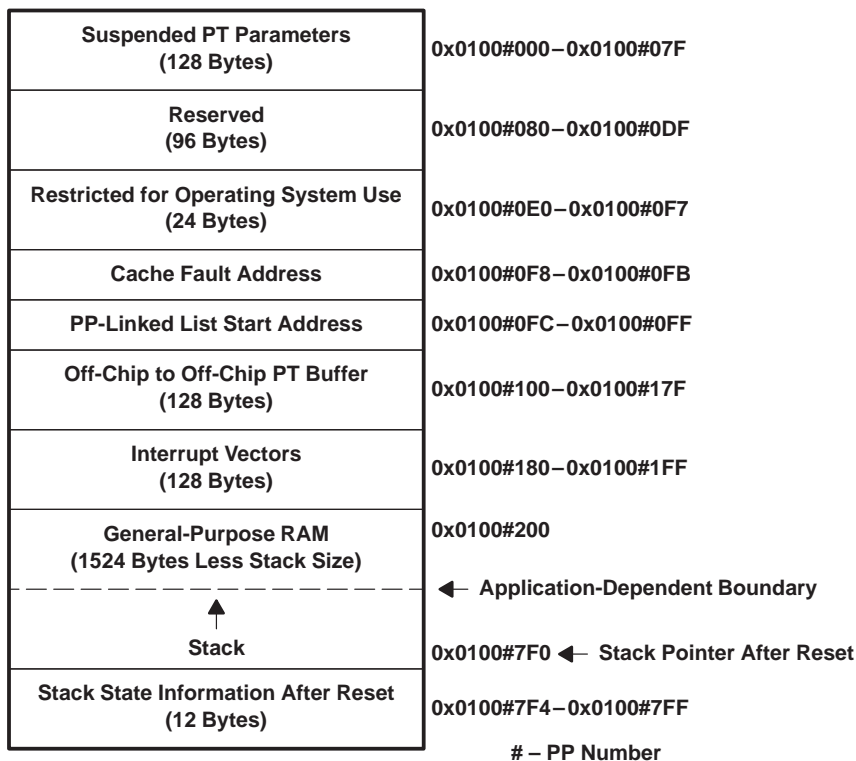 Suspended PT Parameters
(128 Bytes)
0x0100#000–0x0100#07F
Reserved
(96 Bytes)
0x0100#080–0x0100#0DF
Restricted for Operating System Use
(24 Bytes)
0x0100#0E0–0x0100#0F7
Cache Fault Address
0x0100#0F8–0x0100#0FB
PP-Linked List Start Address
0x0100#0FC–0x0100#0FF
Off-Chip to Off-Chip PT Buffer
(128 Bytes)
0x0100#100–0x0100#17F
Interrupt Vectors
(128 Bytes)
0x0100#180–0x0100#1FF
General-Purpose RAM
(1524 Bytes Less Stack Size)
0x0100#200
Application-Dependent Boundary
Stack
0x0100#7F0
Stack Pointer After Reset
Stack State Information After Reset
(12 Bytes)
0x0100#7F4–0x0100#7FF
# – PP Number